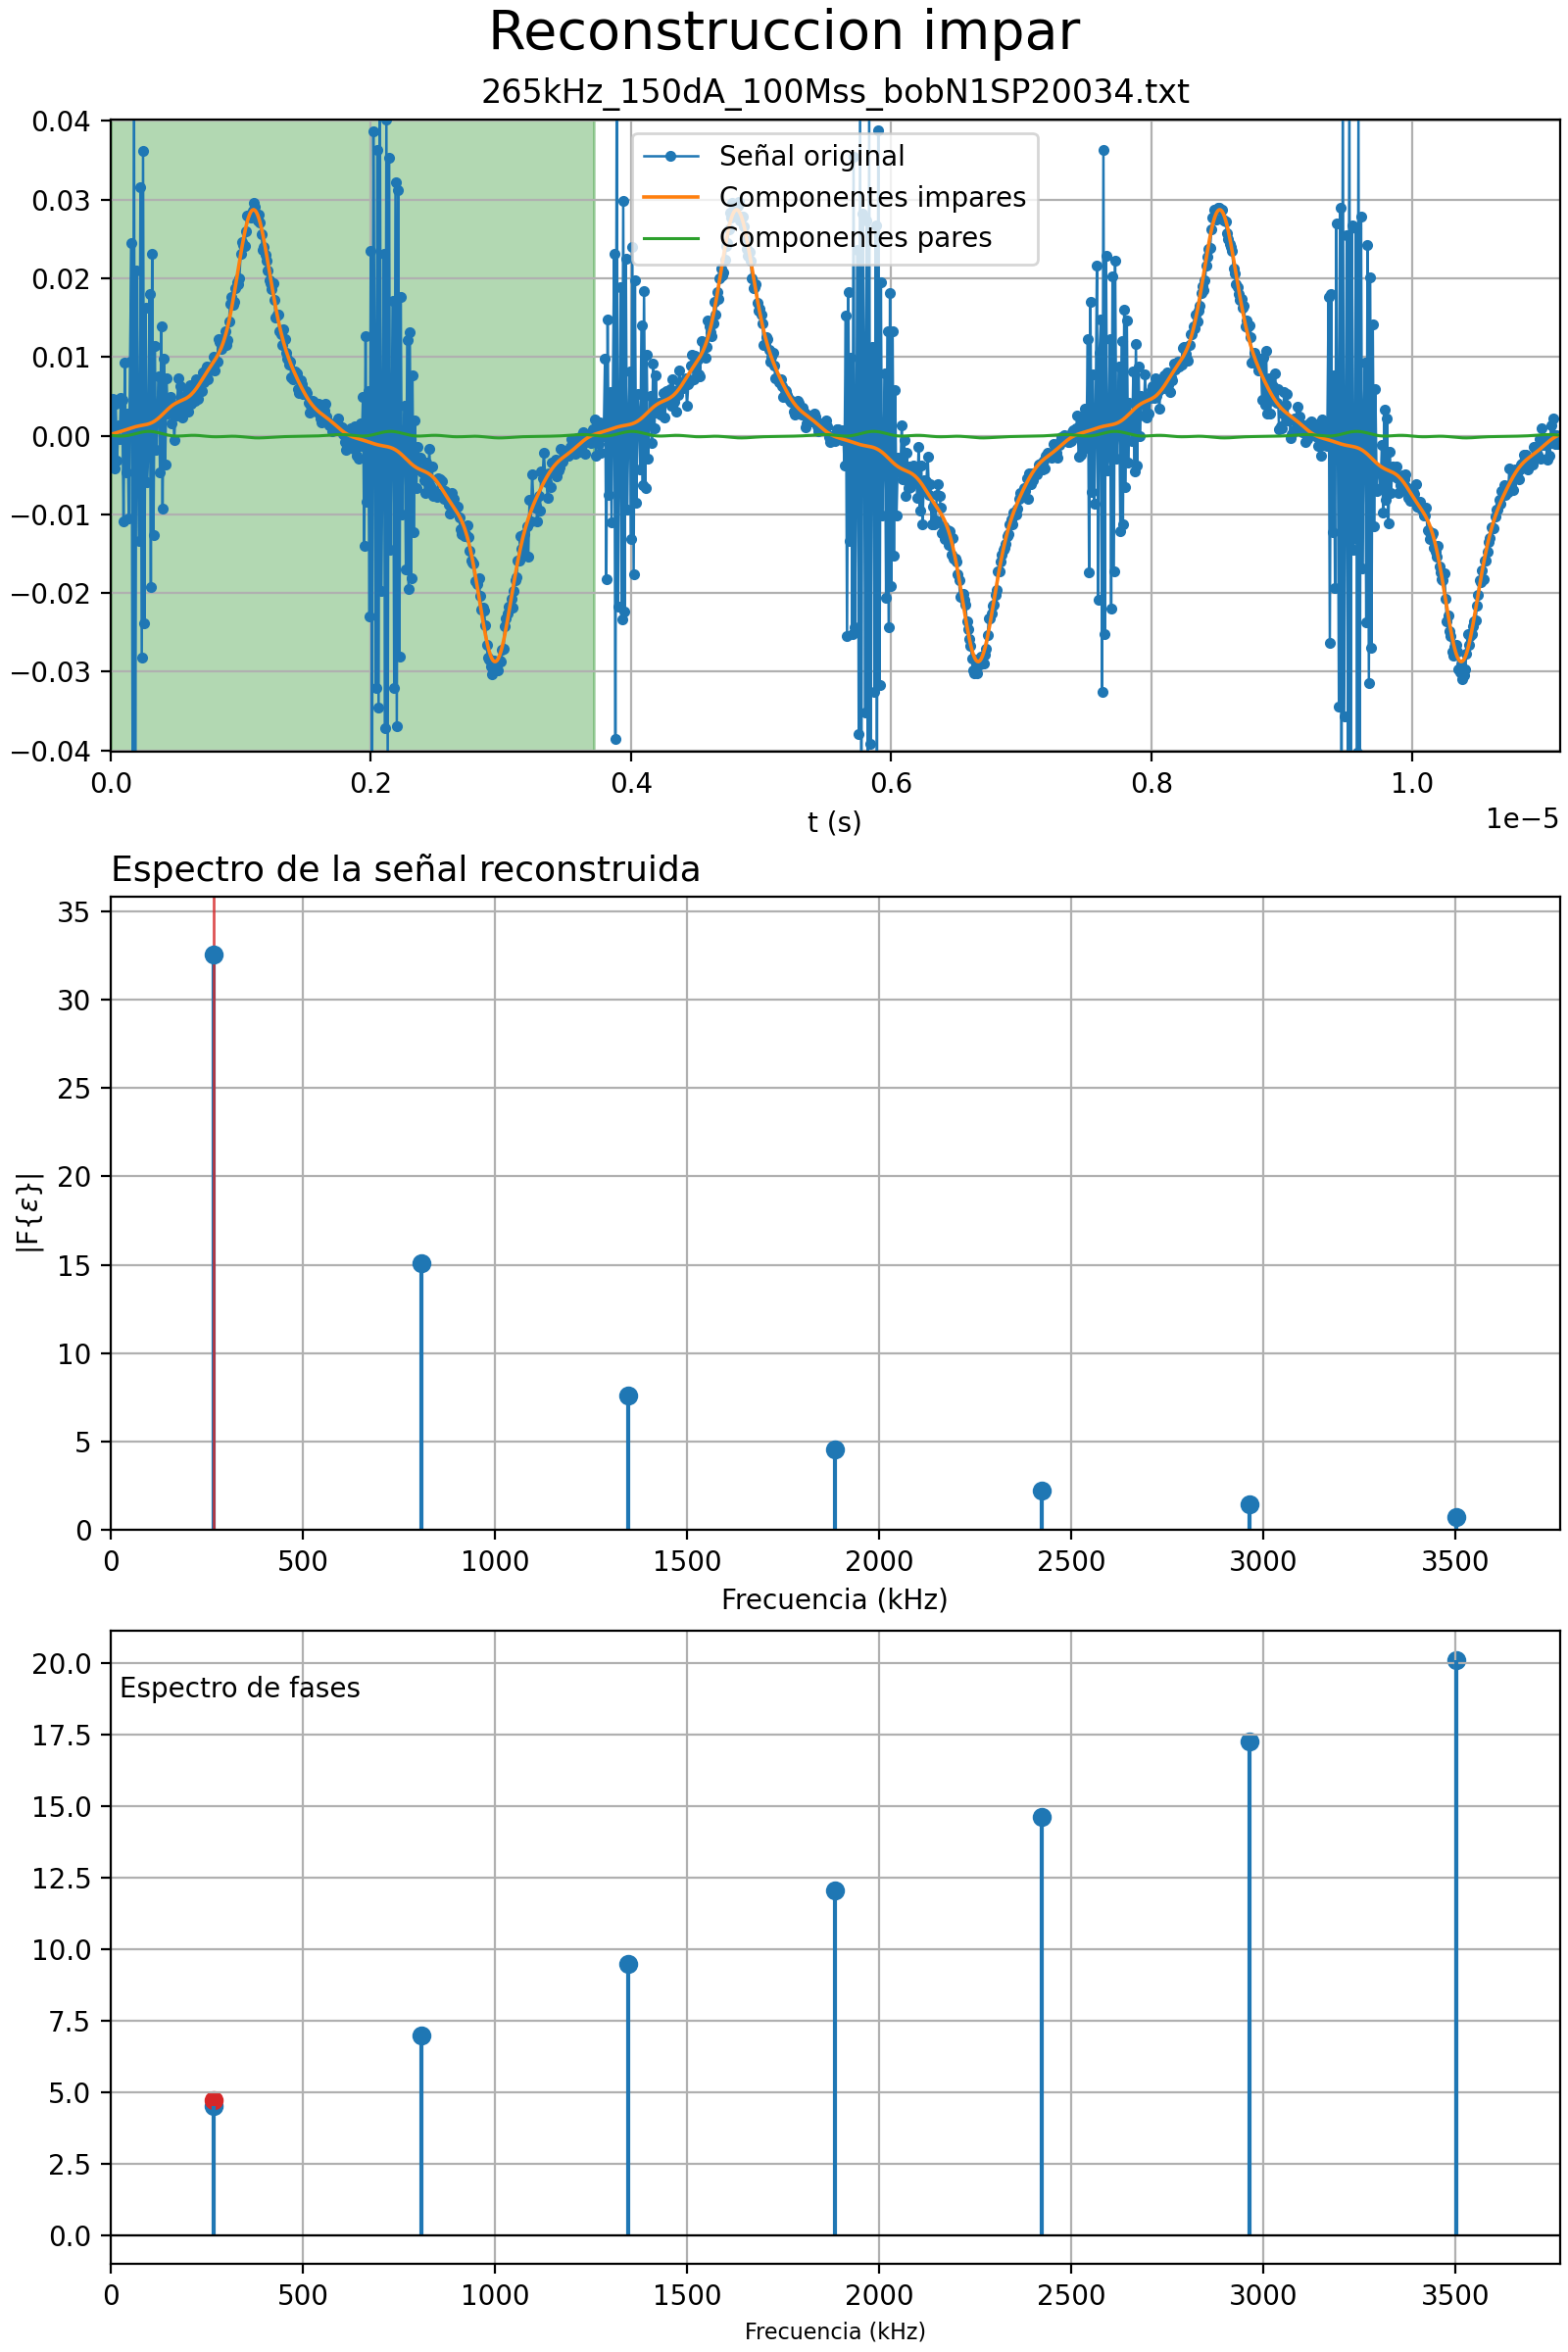 Reconstruccion impar
265kHz_150dA_100Mss_bobN1SP20034.txt
0.04
0.03
0.02
0.01
0.00
−0.01
−0.02
−0.03
−0.04
Señal original
Componentes impares
Componentes pares
0.0 0.2 0.4 0.6 0.8 1.0
t (s)
1e−5
Espectro de la señal reconstruida
35
30
25
20
15
10
5
0
|F{ε}|
0 500 1000 1500 2000 2500 3000 3500
Frecuencia (kHz)
20.0
17.5
15.0
12.5
10.0
7.5
5.0
2.5
0.0
Espectro de fases
0 500 1000 1500 2000 2500 3000 3500
Frecuencia (kHz)